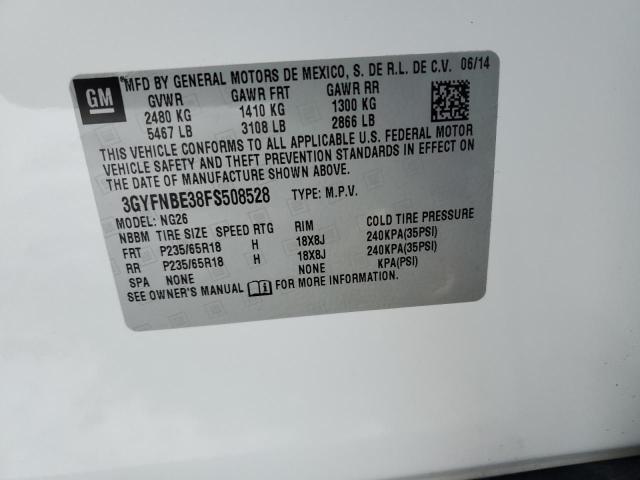 GM
MFD BY GENERAL MOTORS DE MEXICO, S. DE R.L. DE C.V. 06/14
GVWR GAWR FRT GAWR RR
2480 KG 1410 KG 1300 KG
5467 LB 3108 LB 2866 LB
THIS VEHICLE CONFORMS TO ALL APPLICABLE U.S. FEDERAL MOTOR
VEHICLE SAFETY AND THEFT PREVENTION STANDARDS IN EFFECT ON
THE DATE OF MANUFACTURE SHOWN ABOVE.
3GYFNBE38FS508528 TYPE: M.P.V.
MODEL: NG26
NBBM TIRE SIZE SPEED RTG RIM COLD TIRE PRESSURE
FRT P235/65R18 H 18X8J 240KPA(35PSI)
RR P235/65R18 H 18X8J 240KPA(35PSI)
SPA NONE NONE KPA(PSI)
SEE OWNER'S MANUAL FOR MORE INFORMATION.